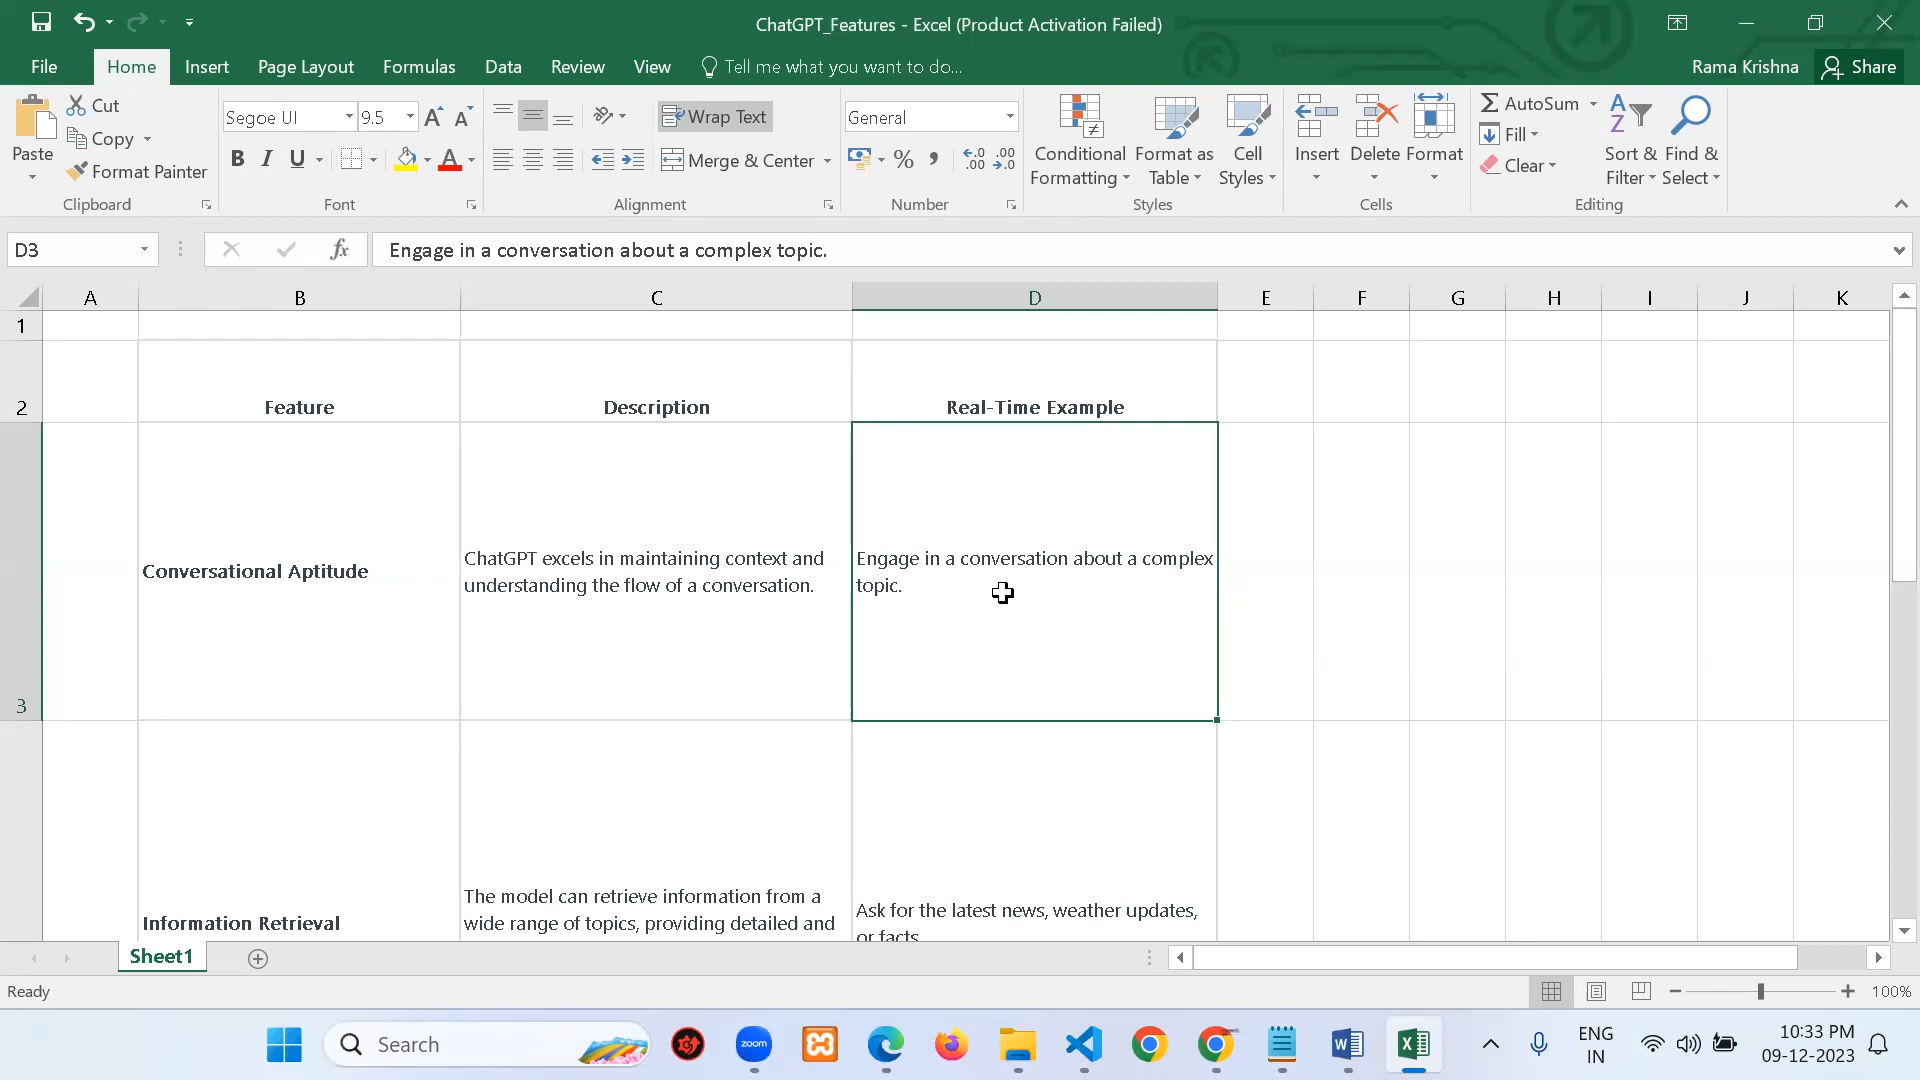 ChatGPT_Features - Excel (Product Activation Failed)
File Home Insert Page Layout Formulas Data Review View Tell me what you want to do... Rama Krishna Share
Paste
Cut
Copy
Format Painter
Clipboard
Segoe UI 9.5
B I U
Font
Wrap Text
Merge & Center
Alignment
General
Number
Conditional Formatting
Format as Table
Cell Styles
Styles
Insert Delete Format
Cells
AutoSum
Fill
Clear
Sort & Filter
Find & Select
Editing
D3 fx Engage in a conversation about a complex topic.
A B C D E F G H I J K
1
2 Feature Description Real-Time Example
3
Conversational Aptitude
ChatGPT excels in maintaining context and
understanding the flow of a conversation.
Engage in a conversation about a complex
topic.
Information Retrieval
The model can retrieve information from a
wide range of topics, providing detailed and
Ask for the latest news, weather updates,
or facts
Sheet1
Ready 100%
Search
zoom
ENG
IN
10:33 PM
09-12-2023